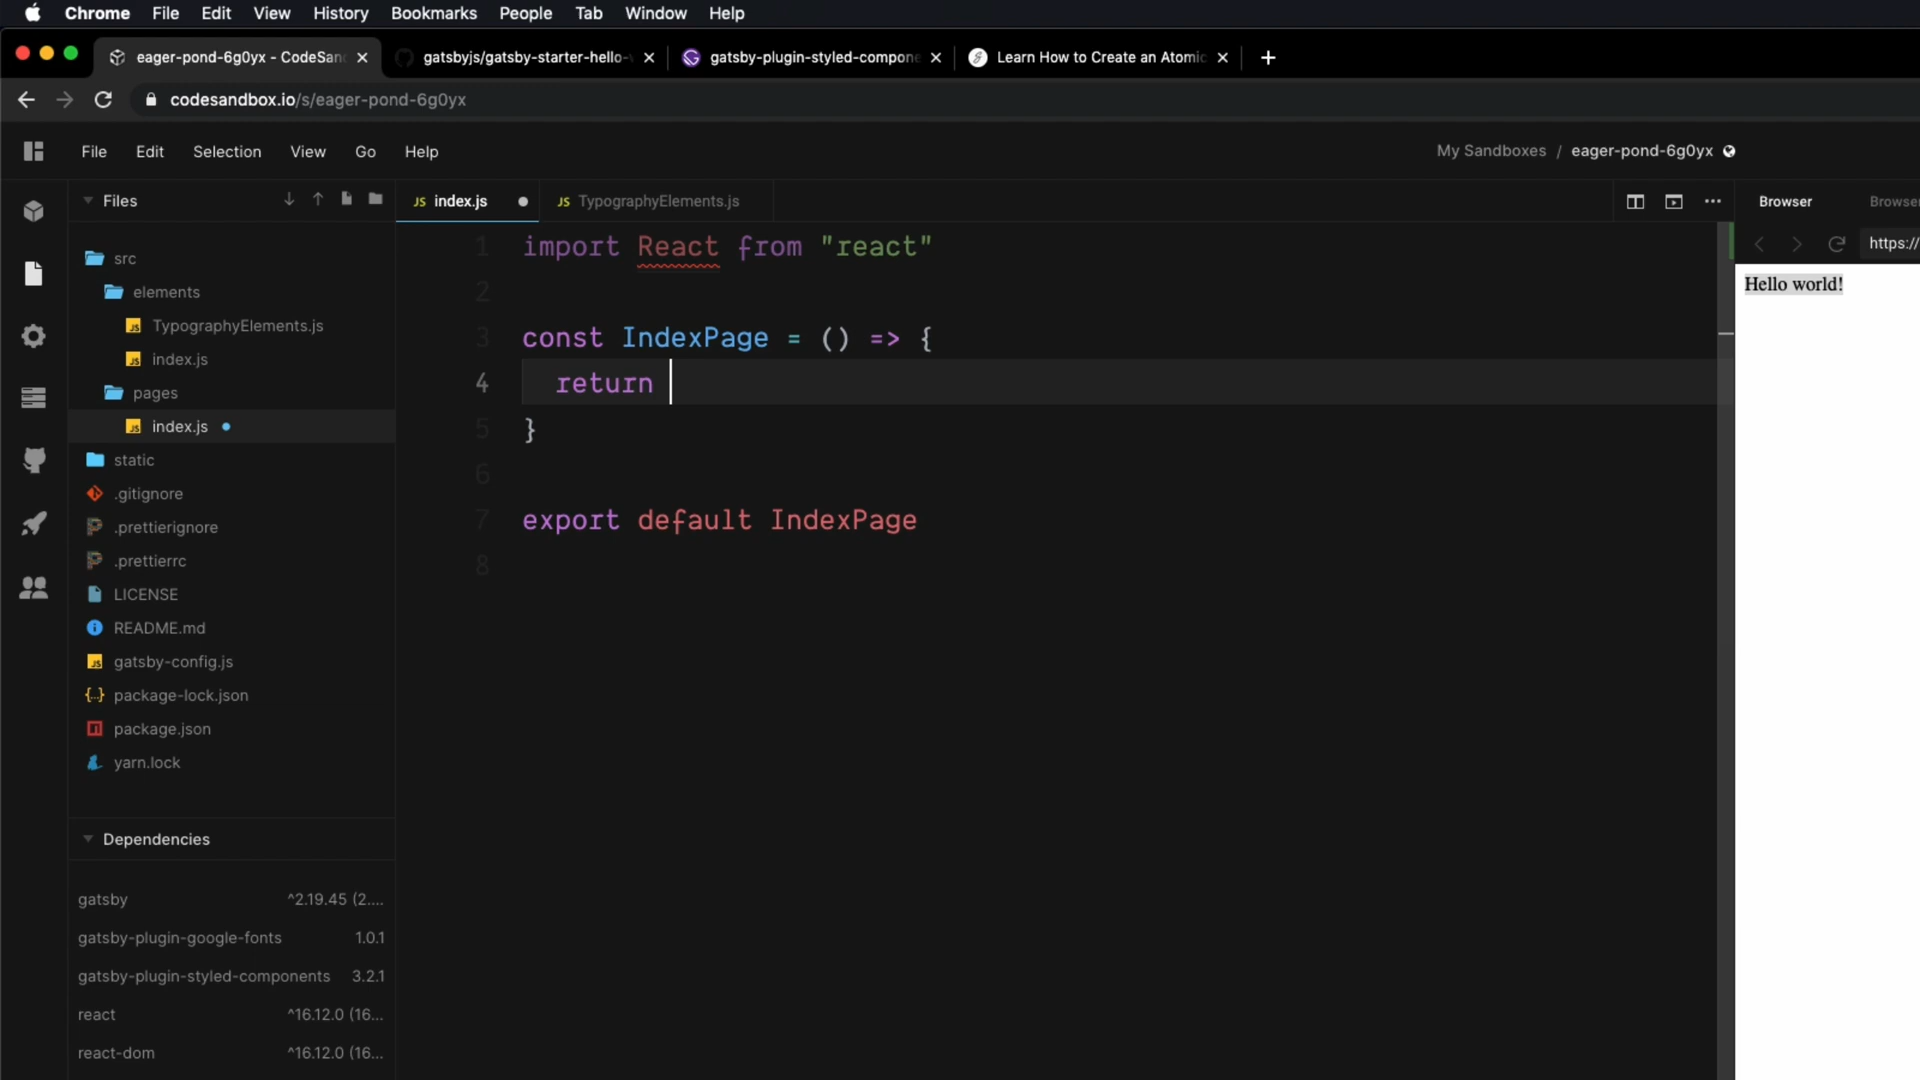 Chrome File Edit View History Bookmarks People Tab Window Help
eager-pond-6g0yx - CodeSan gatsbyjs/gatsby-starter-hello- gatsby-plugin-styled-compone Learn How to Create an Atomic
codesandbox.io/s/eager-pond-6g0yx
File Edit Selection View Go Help My Sandboxes / eager-pond-6g0yx
Files JS index.js JS TypographyElements.js Browser Browser
https://
src
elements
TypographyElements.js
index.js
pages
index.js
static
.gitignore
.prettierignore
.prettierrc
LICENSE
README.md
gatsby-config.js
package-lock.json
package.json
yarn.lock
Dependencies
gatsby ^2.19.45 (2....
gatsby-plugin-google-fonts 1.0.1
gatsby-plugin-styled-components 3.2.1
react ^16.12.0 (16...
react-dom ^16.12.0 (16...
1 import React from "react"
2
3 const IndexPage = () => {
4 return
5 }
6
7 export default IndexPage
8
Hello world!